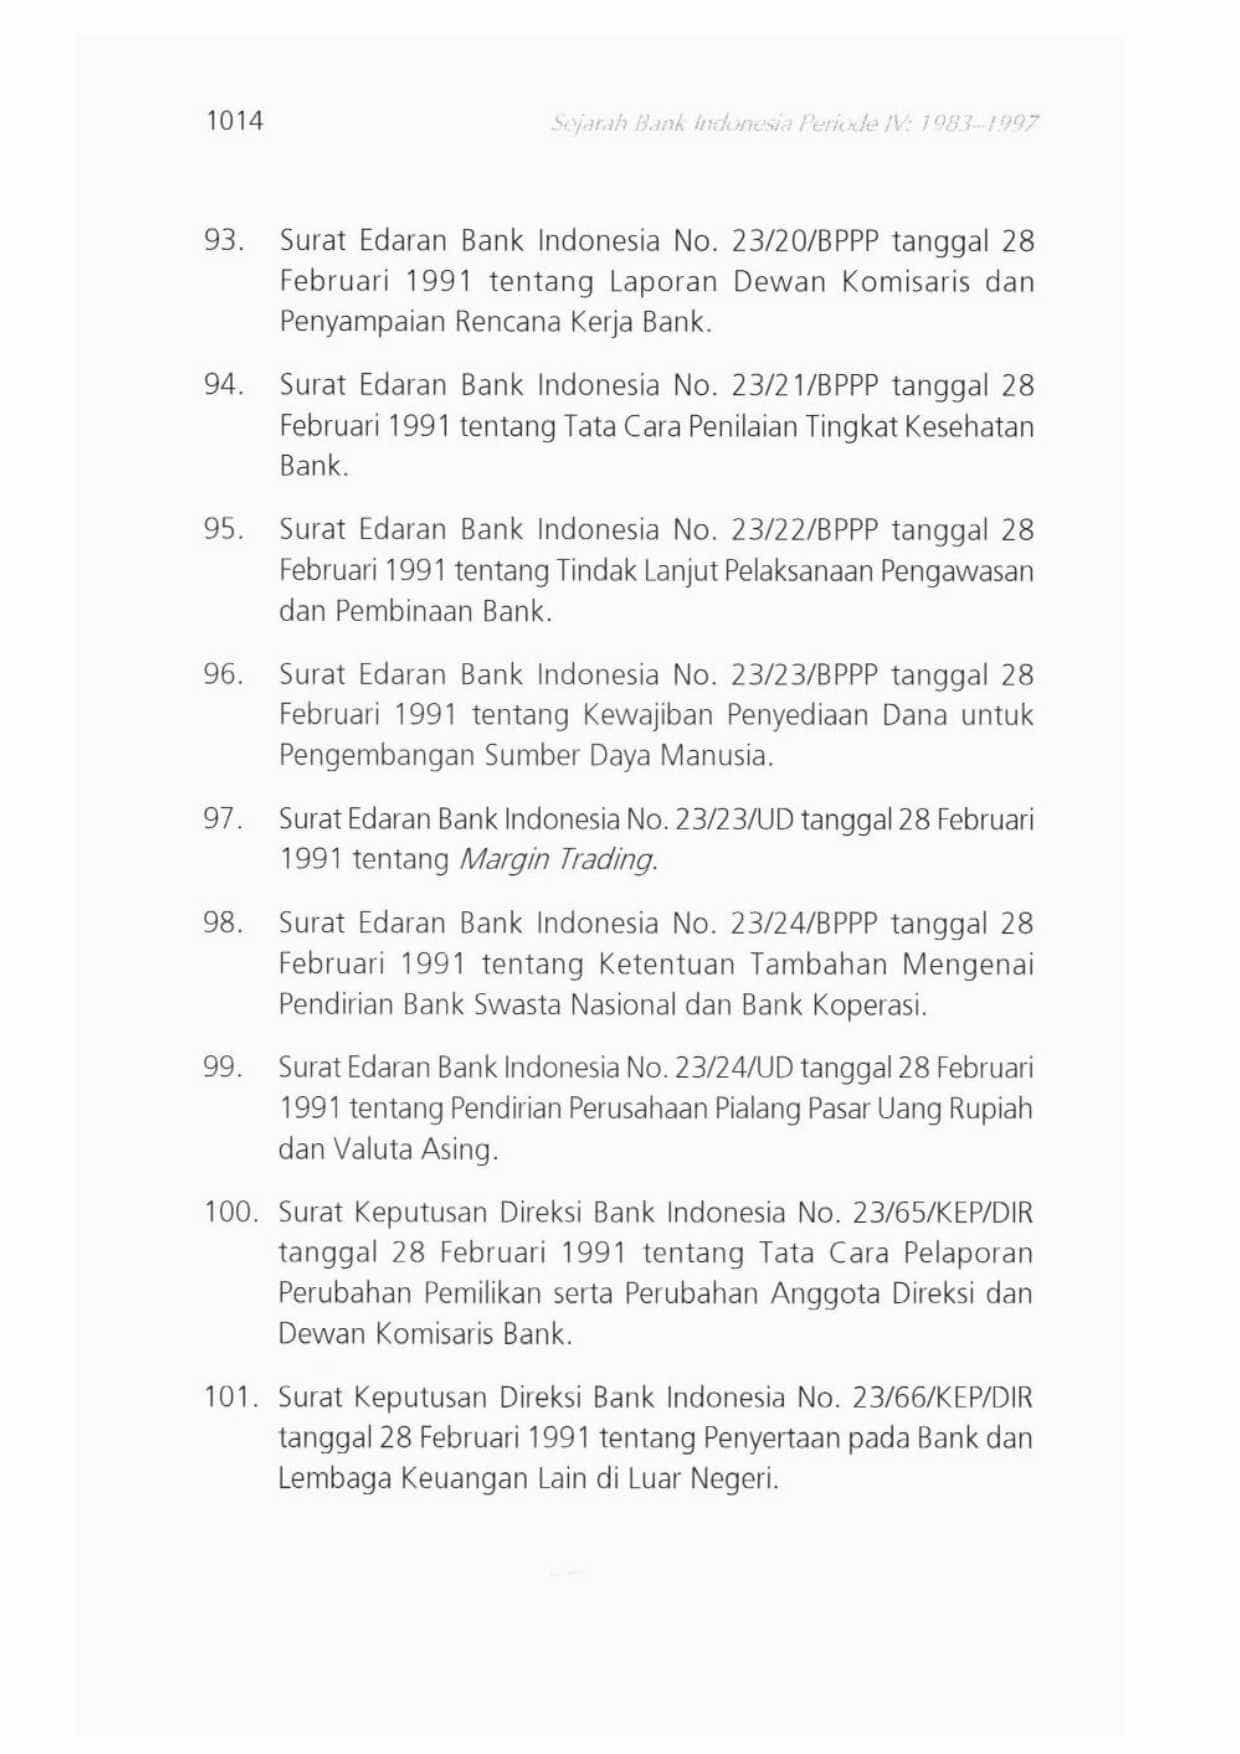 1014
Sejarah Bank Indonesia Periode IV: 1983–1997
93. Surat Edaran Bank Indonesia No. 23/20/BPPP tanggal 28
Februari 1991 tentang Laporan Dewan Komisaris dan
Penyampaian Rencana Kerja Bank.
94. Surat Edaran Bank Indonesia No. 23/21/BPPP tanggal 28
Februari 1991 tentang Tata Cara Penilaian Tingkat Kesehatan
Bank.
95. Surat Edaran Bank Indonesia No. 23/22/BPPP tanggal 28
Februari 1991 tentang Tindak Lanjut Pelaksanaan Pengawasan
dan Pembinaan Bank.
96. Surat Edaran Bank Indonesia No. 23/23/BPPP tanggal 28
Februari 1991 tentang Kewajiban Penyediaan Dana untuk
Pengembangan Sumber Daya Manusia.
97. Surat Edaran Bank Indonesia No. 23/23/UD tanggal 28 Februari
1991 tentang Margin Trading.
98. Surat Edaran Bank Indonesia No. 23/24/BPPP tanggal 28
Februari 1991 tentang Ketentuan Tambahan Mengenai
Pendirian Bank Swasta Nasional dan Bank Koperasi.
99. Surat Edaran Bank Indonesia No. 23/24/UD tanggal 28 Februari
1991 tentang Pendirian Perusahaan Pialang Pasar Uang Rupiah
dan Valuta Asing.
100. Surat Keputusan Direksi Bank Indonesia No. 23/65/KEP/DIR
tanggal 28 Februari 1991 tentang Tata Cara Pelaporan
Perubahan Pemilikan serta Perubahan Anggota Direksi dan
Dewan Komisaris Bank.
101. Surat Keputusan Direksi Bank Indonesia No. 23/66/KEP/DIR
tanggal 28 Februari 1991 tentang Penyertaan pada Bank dan
Lembaga Keuangan Lain di Luar Negeri.